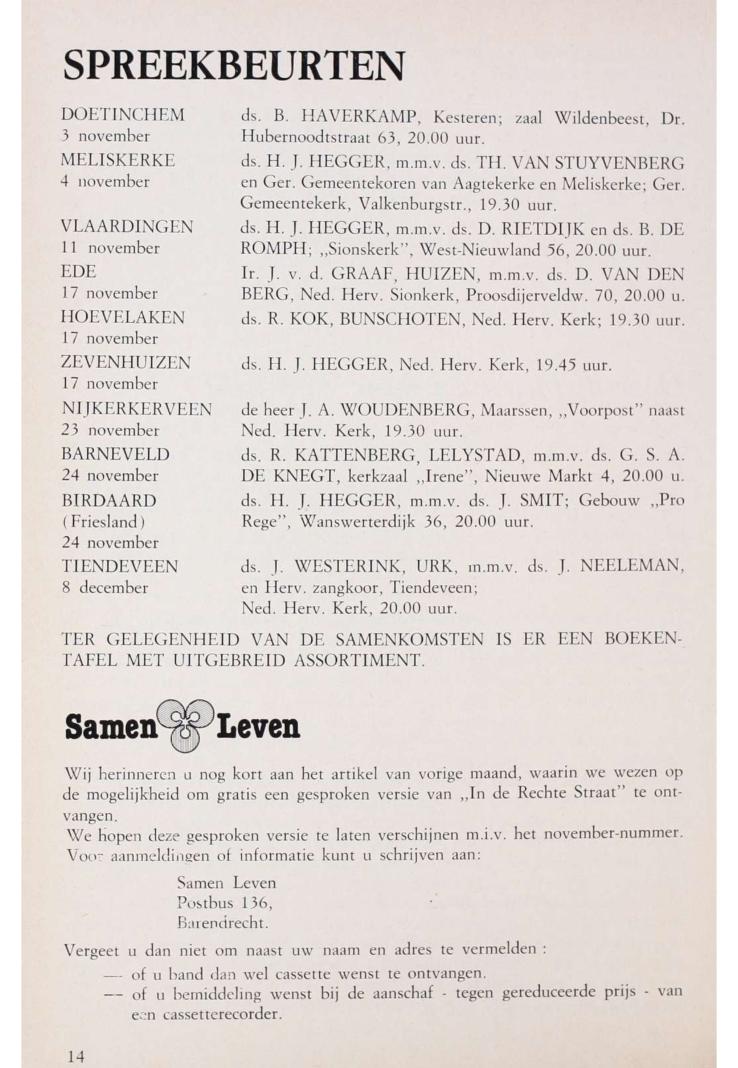 SPREEKBEURTEN
DOETINCHEM ds. B. HAVERKAMP, Kesteren; zaal Wildenbeest, Dr.
3 november Hubernoodtstraat 63, 20.00 uur.
MELISKERKE ds. H. J. HEGGER, m.m.v. ds. TH. VAN STUYVENBERG
4 november en Ger. Gemeentekoren van Aagtekerke en Meliskerke; Ger.
Gemeentekerk, Valkenburgstr., 19.30 uur.
VLAARDINGEN ds. H. J. HEGGER, m.m.v. ds. D. RIETDIJK en ds. B. DE
11 november ROMPH; „Sionskerk”, West-Nieuwland 56, 20.00 uur.
EDE Ir. J. v. d. GRAAF, HUIZEN, m.m.v. ds. D. VAN DEN
17 november BERG, Ned. Herv. Sionkerk, Proosdijerveldw. 70, 20.00 u.
HOEVELAKEN ds. R. KOK, BUNSCHOTEN, Ned. Herv. Kerk; 19.30 uur.
17 november
ZEVENHUIZEN ds. H. J. HEGGER, Ned. Herv. Kerk, 19.45 uur.
17 november
NIJKERKERVEEN de heer J. A. WOUDENBERG, Maarssen, „Voorpost” naast
23 november Ned. Herv. Kerk, 19.30 uur.
BARNEVELD ds. R. KATTENBERG, LELYSTAD, m.m.v. ds. G. S. A.
24 november DE KNEGT, kerkzaal „Irene”, Nieuwe Markt 4, 20.00 u.
BIRDAARD ds. H. J. HEGGER, m.m.v. ds. J. SMIT; Gebouw „Pro
(Friesland) Rege”, Wanswerterdijk 36, 20.00 uur.
24 november
TIENDEVEEN ds. J. WESTERINK, URK, m.m.v. ds. J. NEELEMAN,
8 december en Herv. zangkoor, Tiendeveen;
Ned. Herv. Kerk, 20.00 uur.
TER GELEGENHEID VAN DE SAMENKOMSTEN IS ER EEN BOEKEN-
TAFEL MET UITGEBREID ASSORTIMENT.
Samen Leven
Wij herinneren u nog kort aan het artikel van vorige maand, waarin we wezen op
de mogelijkheid om gratis een gesproken versie van „In de Rechte Straat” te ont-
vangen.
We hopen deze gesproken versie te laten verschijnen m.i.v. het november-nummer.
Voor aanmeldingen of informatie kunt u schrijven aan:
Samen Leven
Postbus 136,
Barendrecht.
Vergeet u dan niet om naast uw naam en adres te vermelden :
— of u band dan wel cassette wenst te ontvangen.
— of u bemiddeling wenst bij de aanschaf - tegen gereduceerde prijs - van
een cassetterecorder.
14